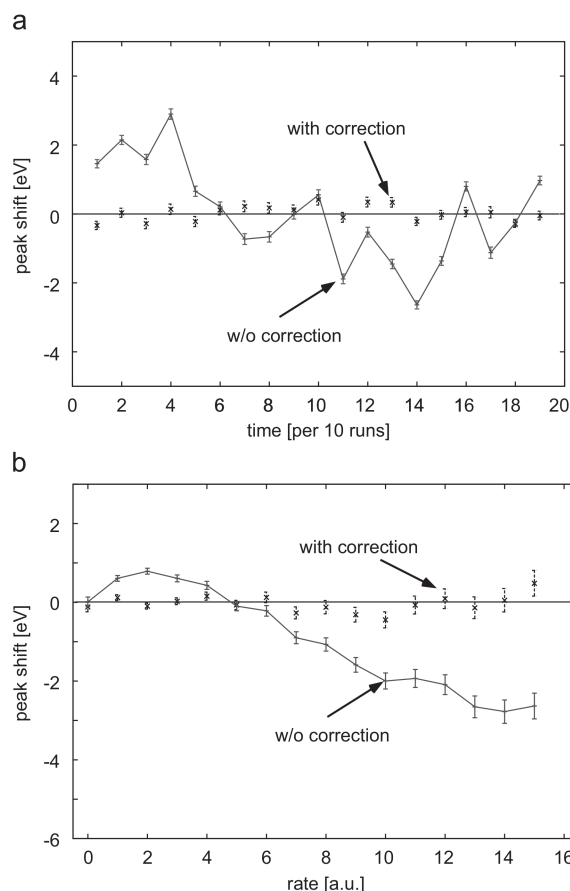 a
4
2
0
-2
-4
peak shift [eV]
with correction
w/o correction
0 2 4 6 8 10 12 14 16 18 20
time [per 10 runs]
b
2
0
-2
-4
-6
peak shift [eV]
with correction
w/o correction
0 2 4 6 8 10 12 14 16
rate [a.u.]